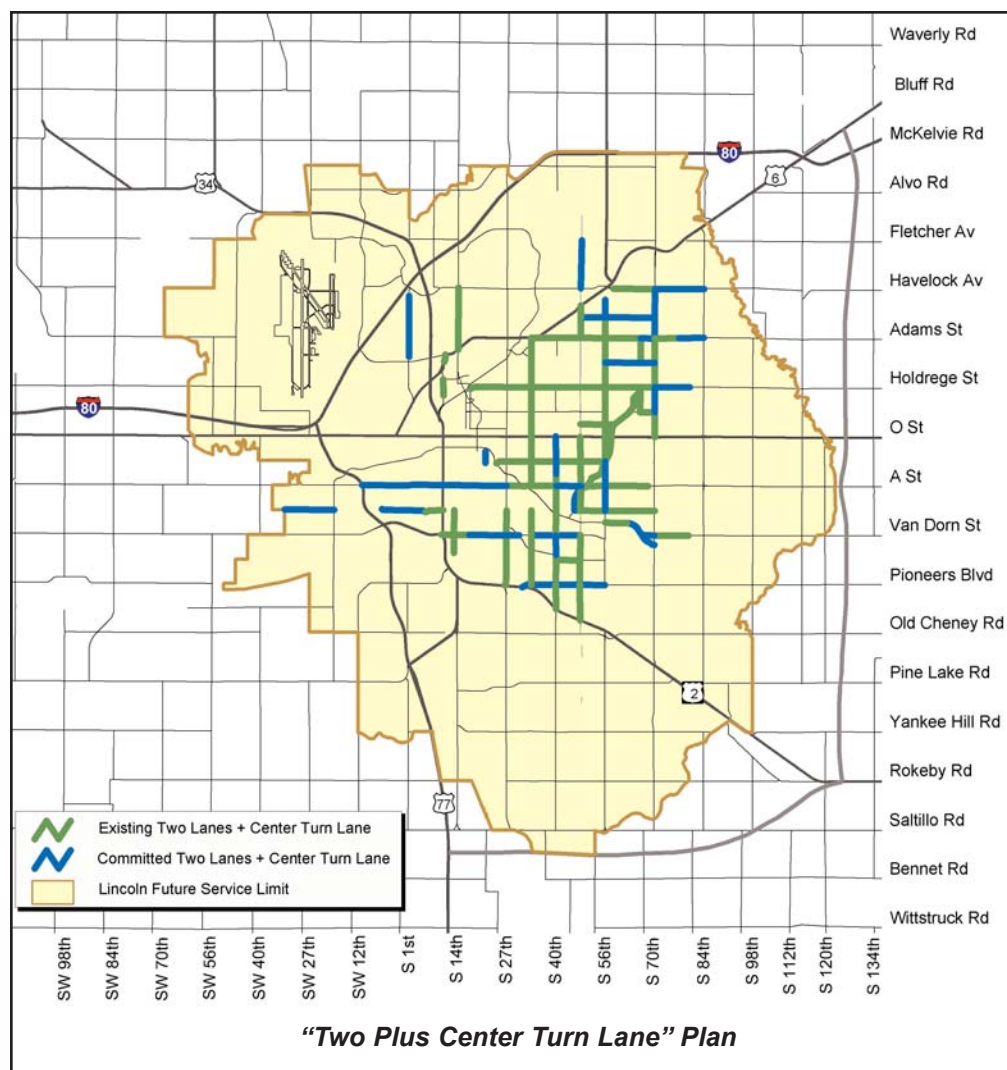 Waverly Rd
Bluff Rd
McKelvie Rd
80
6
34
Alvo Rd
Fletcher Av
Havelock Av
Adams St
Holdrege St
80
O St
A St
Van Dorn St
Pioneers Blvd
Old Cheney Rd
Pine Lake Rd
2
Yankee Hill Rd
Rokeby Rd
77
Saltillo Rd
Bennet Rd
Wittstruck Rd
Existing Two Lanes + Center Turn Lane
Committed Two Lanes + Center Turn Lane
Lincoln Future Service Limit
SW 98th
SW 84th
SW 70th
SW 56th
SW 40th
SW 27th
SW 12th
S 1st
S 14th
S 27th
S 40th
S 56th
S 70th
S 84th
S 98th
S 112th
S 120th
S 134th
“Two Plus Center Turn Lane” Plan